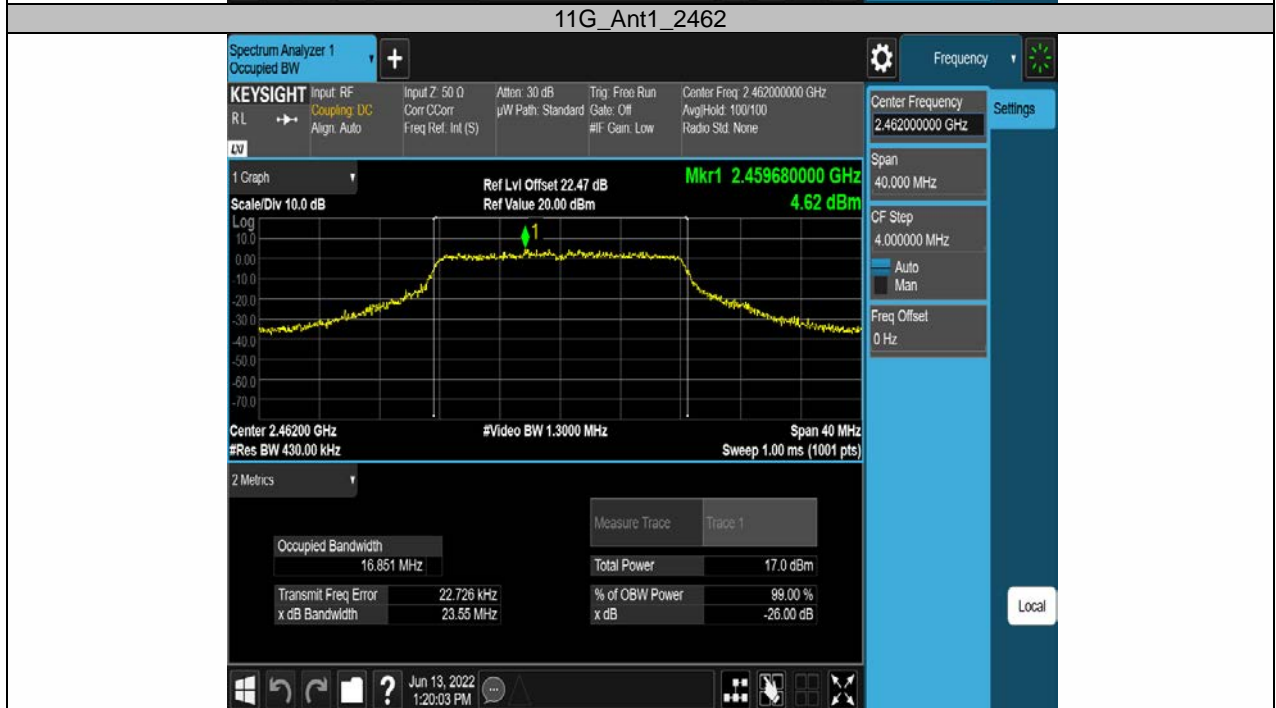 11G_Ant1_2462
Spectrum Analyzer 1
Occupied BW
+
Frequency
KEYSIGHT
RL
LV
Input: RF
Coupling: DC
Align: Auto
Input Z: 50 Ω
Corr CCorr
Freq Ref: Int (S)
Atten: 30 dB
µW Path: Standard
Trig: Free Run
Gate: Off
#IF Gain: Low
Center Freq: 2.462000000 GHz
Avg|Hold: 100/100
Radio Std: None
Center Frequency
2.462000000 GHz
Settings
Span
40.000 MHz
CF Step
4.000000 MHz
Auto
Man
Freq Offset
0 Hz
1 Graph
Scale/Div 10.0 dB
Ref Lvl Offset 22.47 dB
Ref Value 20.00 dBm
Mkr1 2.459680000 GHz
4.62 dBm
Log
1
10.0
0.00
-10.0
-20.0
-30.0
-40.0
-50.0
-60.0
-70.0
Center 2.46200 GHz
#Video BW 1.3000 MHz
Span 40 MHz
#Res BW 430.00 kHz
Sweep 1.00 ms (1001 pts)
2 Metrics
Measure Trace
Trace 1
Occupied Bandwidth
16.851 MHz
Total Power
17.0 dBm
Transmit Freq Error
22.726 kHz
% of OBW Power
99.00 %
x dB Bandwidth
23.55 MHz
x dB
-26.00 dB
Local
?
Jun 13, 2022
1:20:03 PM